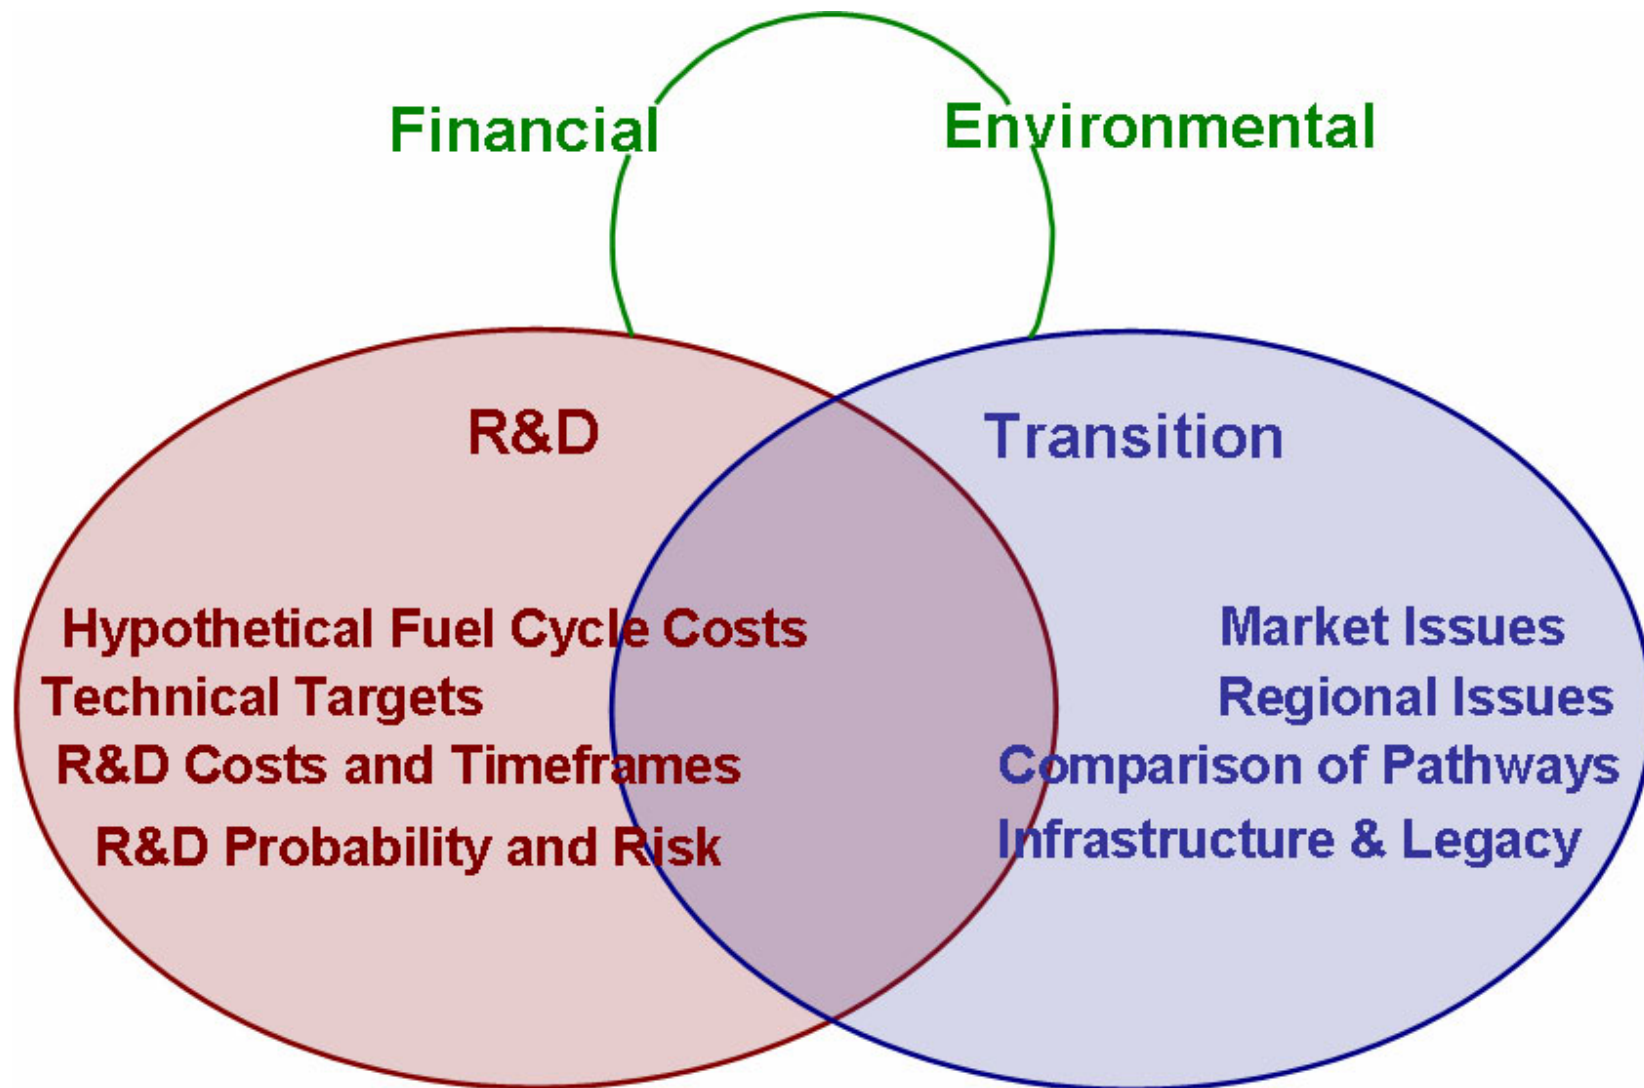 Financial
Environmental
R&D
Transition
Hypothetical Fuel Cycle Costs
Technical Targets
R&D Costs and Timeframes
R&D Probability and Risk
Market Issues
Regional Issues
Comparison of Pathways
Infrastructure & Legacy